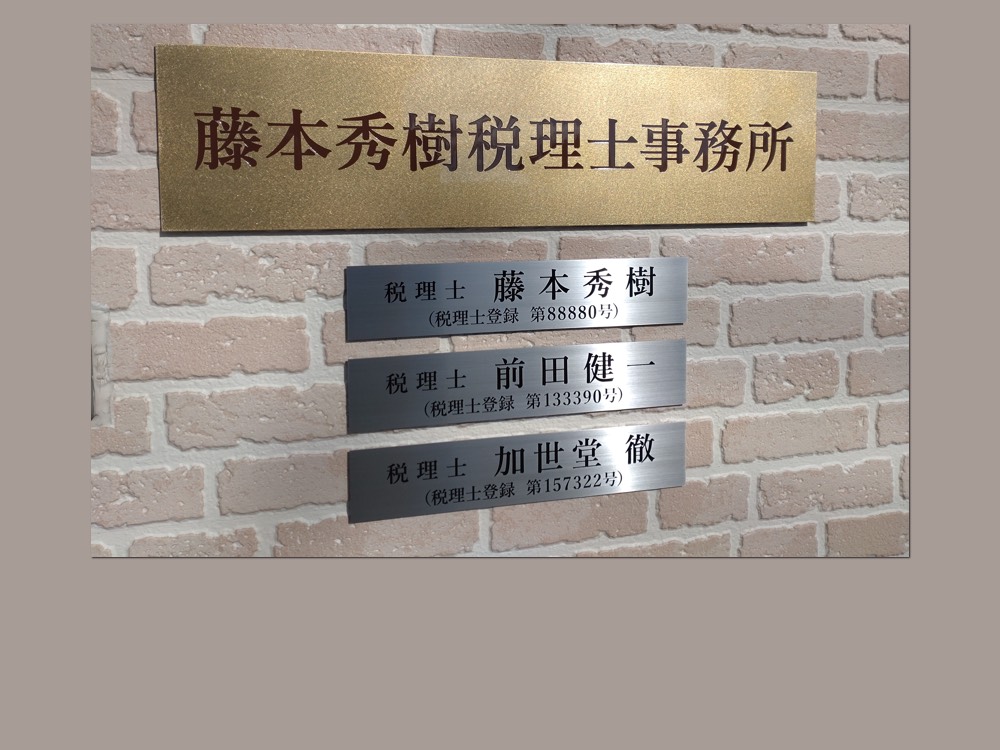 藤本秀樹税理士事務所
税理士 藤本秀樹
(税理士登録 第88880号)
税理士 前田健一
(税理士登録 第133390号)
税理士 加世堂 徹
(税理士登録 第157322号)